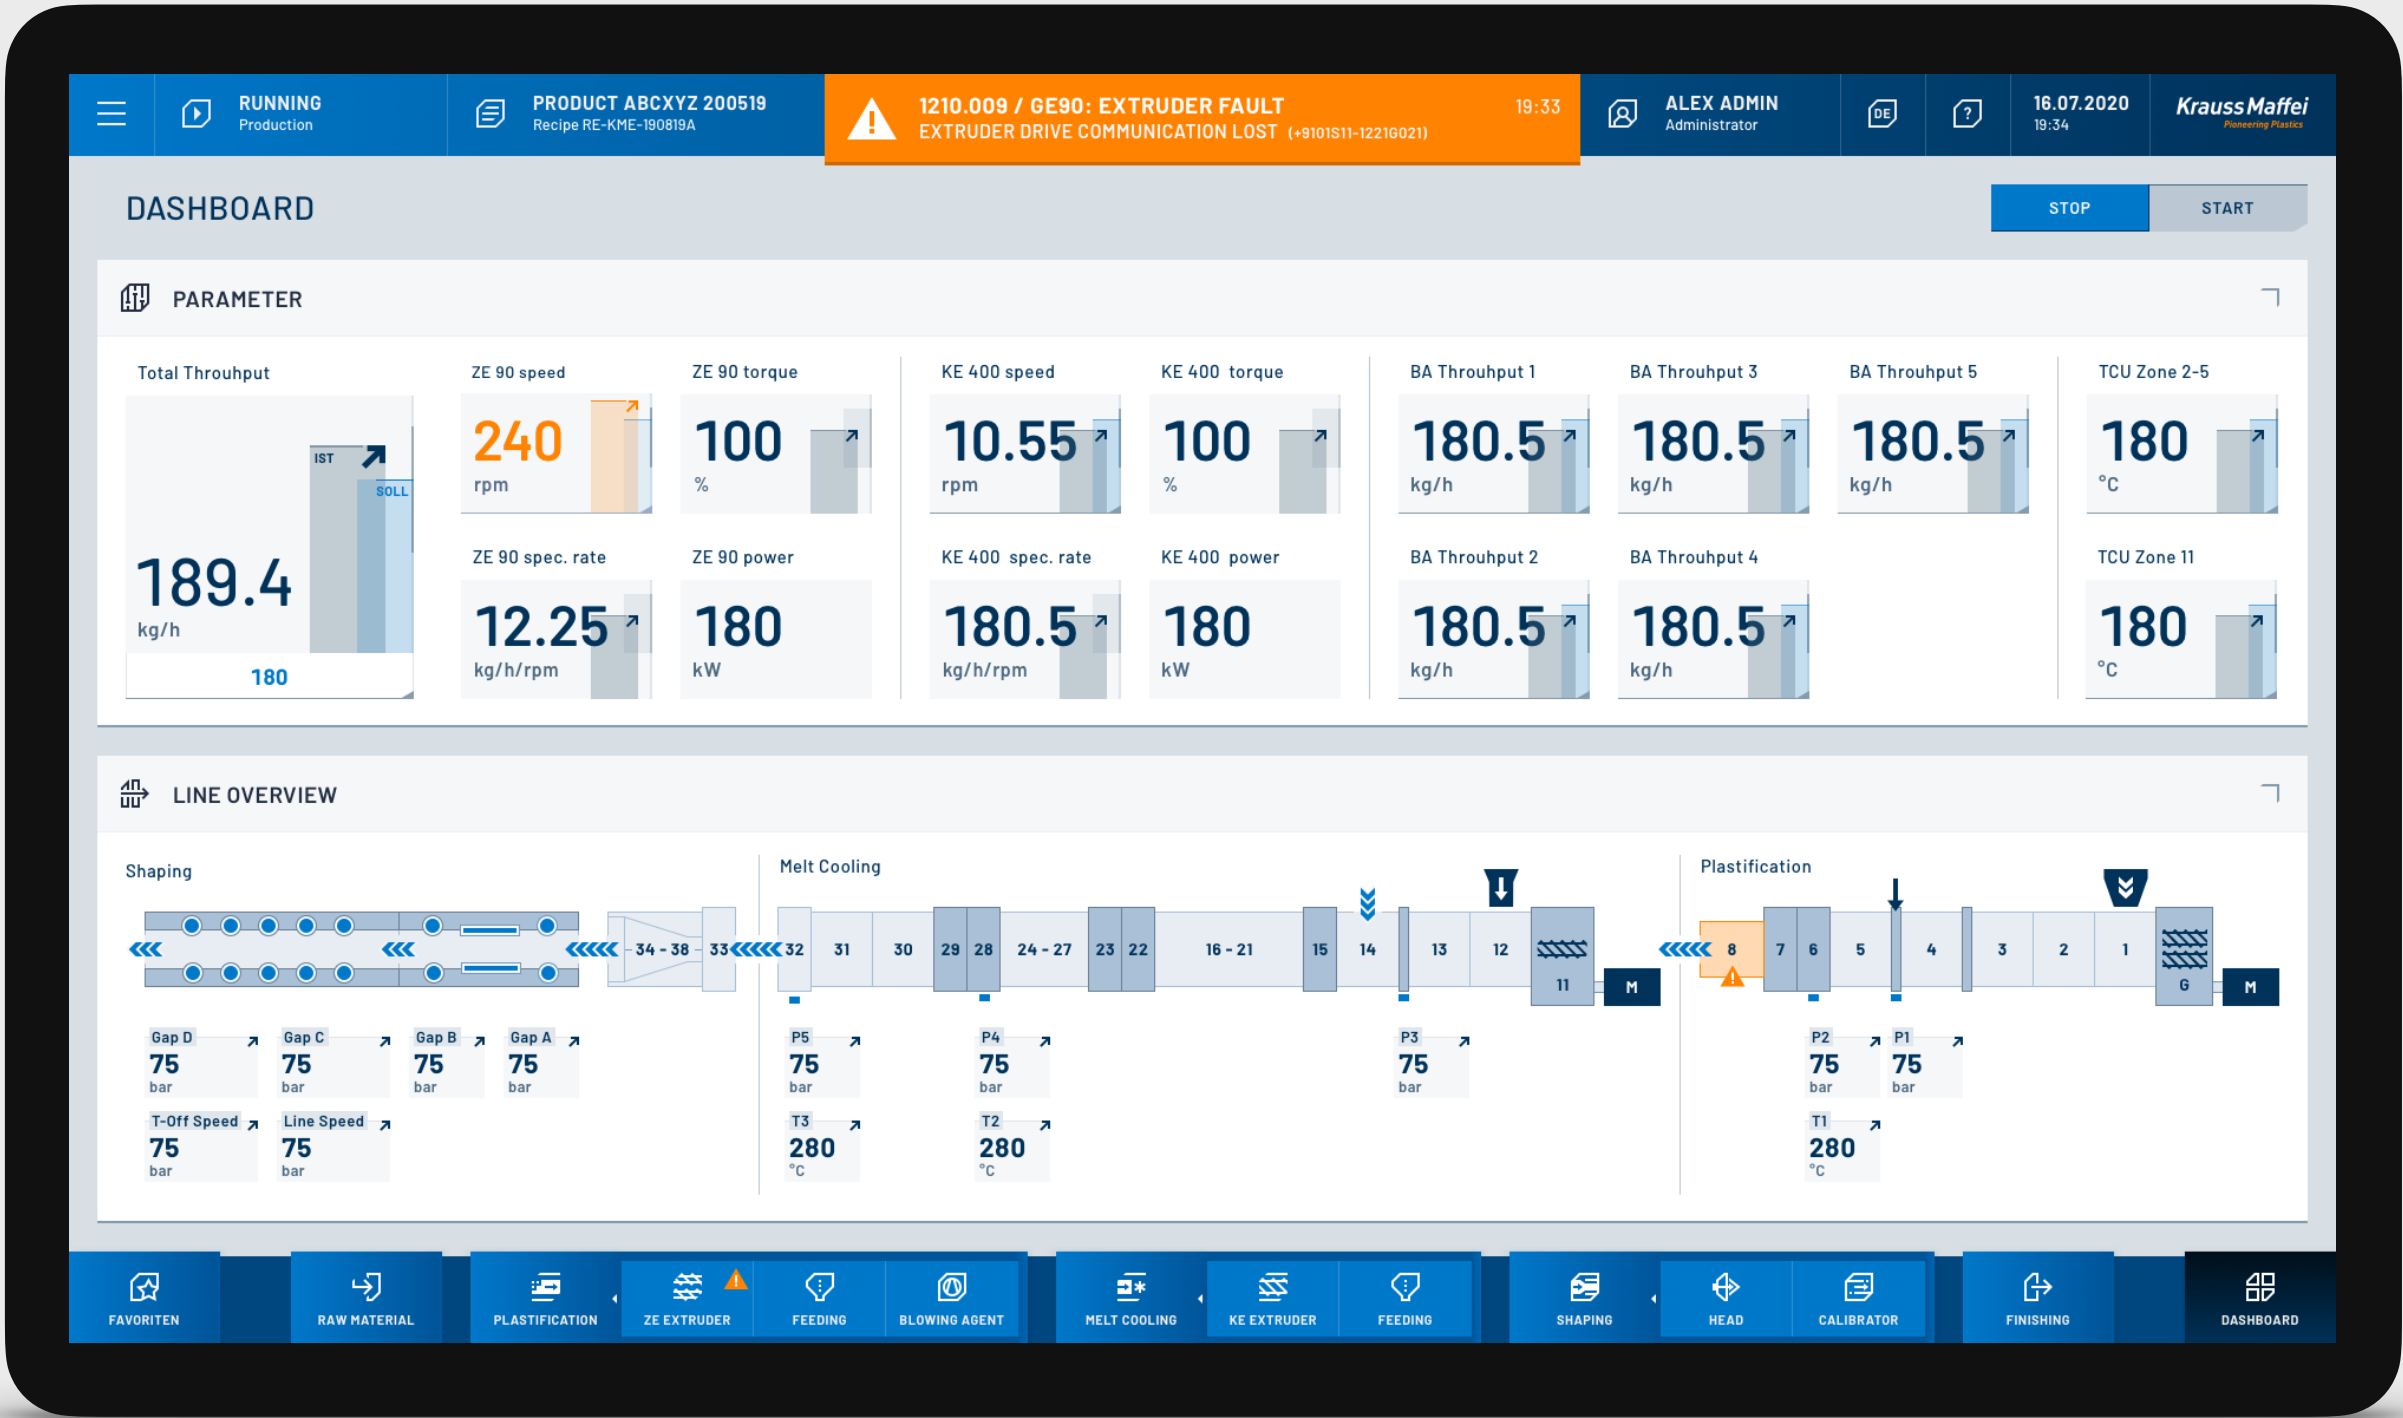 RUNNING
Production
PRODUCT ABCXYZ 200519
Recipe RE-KME-190819A
1210.009 / GE90: EXTRUDER FAULT
19:33
EXTRUDER DRIVE COMMUNICATION LOST (+9101S11-1221G021)
ALEX ADMIN
Administrator
DE
?
16.07.2020
19:34
Krauss Maffei
Pioneering Plastics
DASHBOARD
STOP
START
PARAMETER
Total Throuhput
IST
SOLL
189.4
kg/h
180
ZE 90 speed
240
rpm
ZE 90 torque
100
%
KE 400 speed
10.55
rpm
KE 400 torque
100
%
BA Throuhput 1
180.5
kg/h
BA Throuhput 3
180.5
kg/h
BA Throuhput 5
180.5
kg/h
TCU Zone 2-5
180
°C
ZE 90 spec. rate
12.25
kg/h/rpm
ZE 90 power
180
kW
KE 400 spec. rate
180.5
kg/h/rpm
KE 400 power
180
kW
BA Throuhput 2
180.5
kg/h
BA Throuhput 4
180.5
kg/h
TCU Zone 11
180
°C
LINE OVERVIEW
Shaping
Melt Cooling
Plastification
34 - 38
33
32
31
30
29
28
24 - 27
23
22
16 - 21
15
14
13
12
11
M
8
7
6
5
4
3
2
1
G
M
Gap D
75
bar
Gap C
75
bar
Gap B
75
bar
Gap A
75
bar
P5
75
bar
P4
75
bar
P3
75
bar
P2
75
bar
P1
75
bar
T-Off Speed
75
bar
Line Speed
75
bar
T3
280
°C
T2
280
°C
T1
280
°C
FAVORITEN
RAW MATERIAL
PLASTIFICATION
ZE EXTRUDER
FEEDING
BLOWING AGENT
MELT COOLING
KE EXTRUDER
FEEDING
SHAPING
HEAD
CALIBRATOR
FINISHING
DASHBOARD